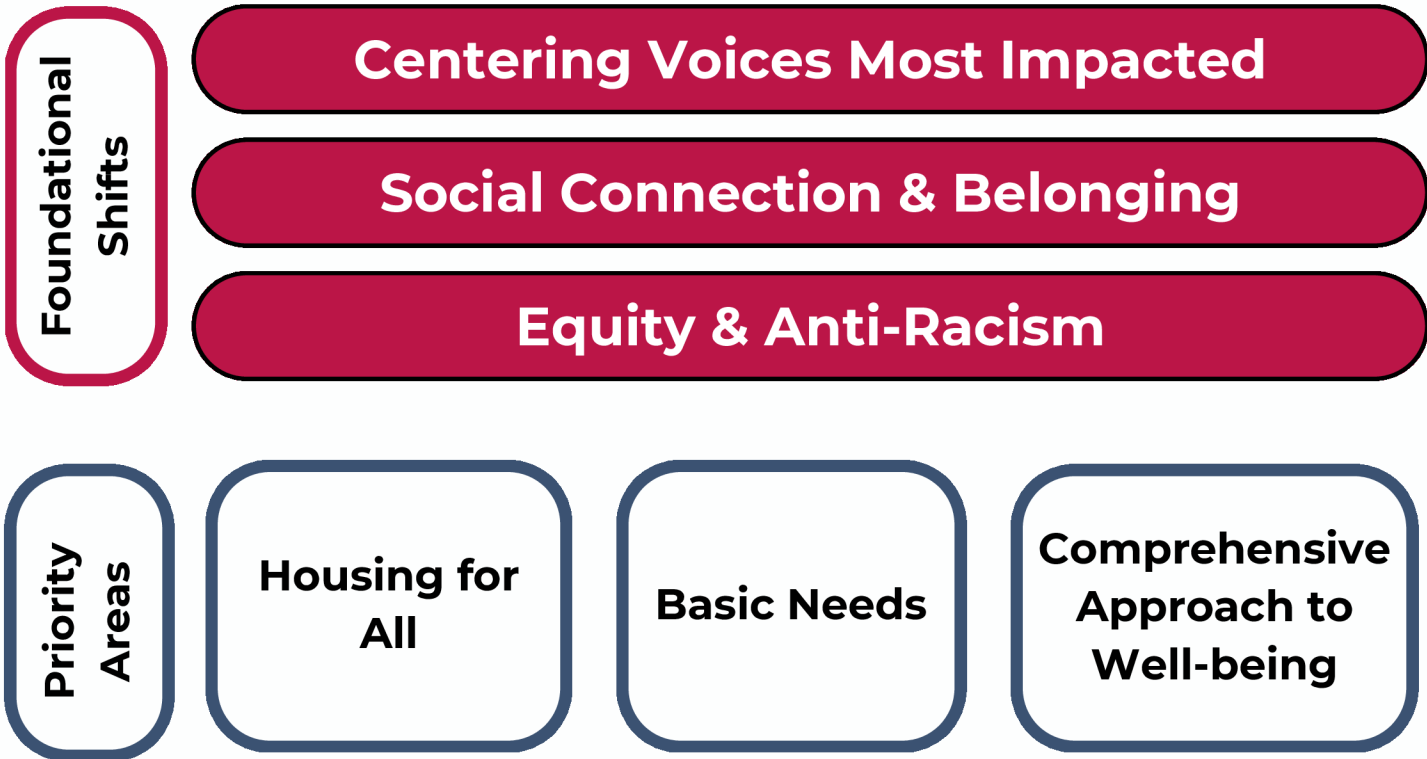 Foundational
Shifts
Centering Voices Most Impacted
Social Connection & Belonging
Equity & Anti-Racism
Priority
Areas
Housing for
All
Basic Needs
Comprehensive
Approach to
Well-being